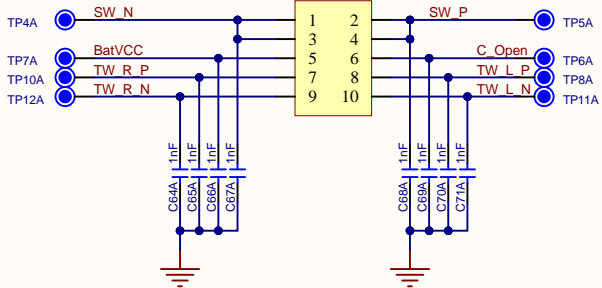 TP4A SW_N 1 2 SW_P TP5A
3 4
TP7A BatVCC 5 6 C_Open TP6A
TP10A TW_R_P 7 8 TW_L_P TP8A
TP12A TW_R_N 9 10 TW_L_N TP11A
1nF 1nF 1nF 1nF 1nF 1nF 1nF 1nF
C64A C65A C66A C67A C68A C69A C70A C71A